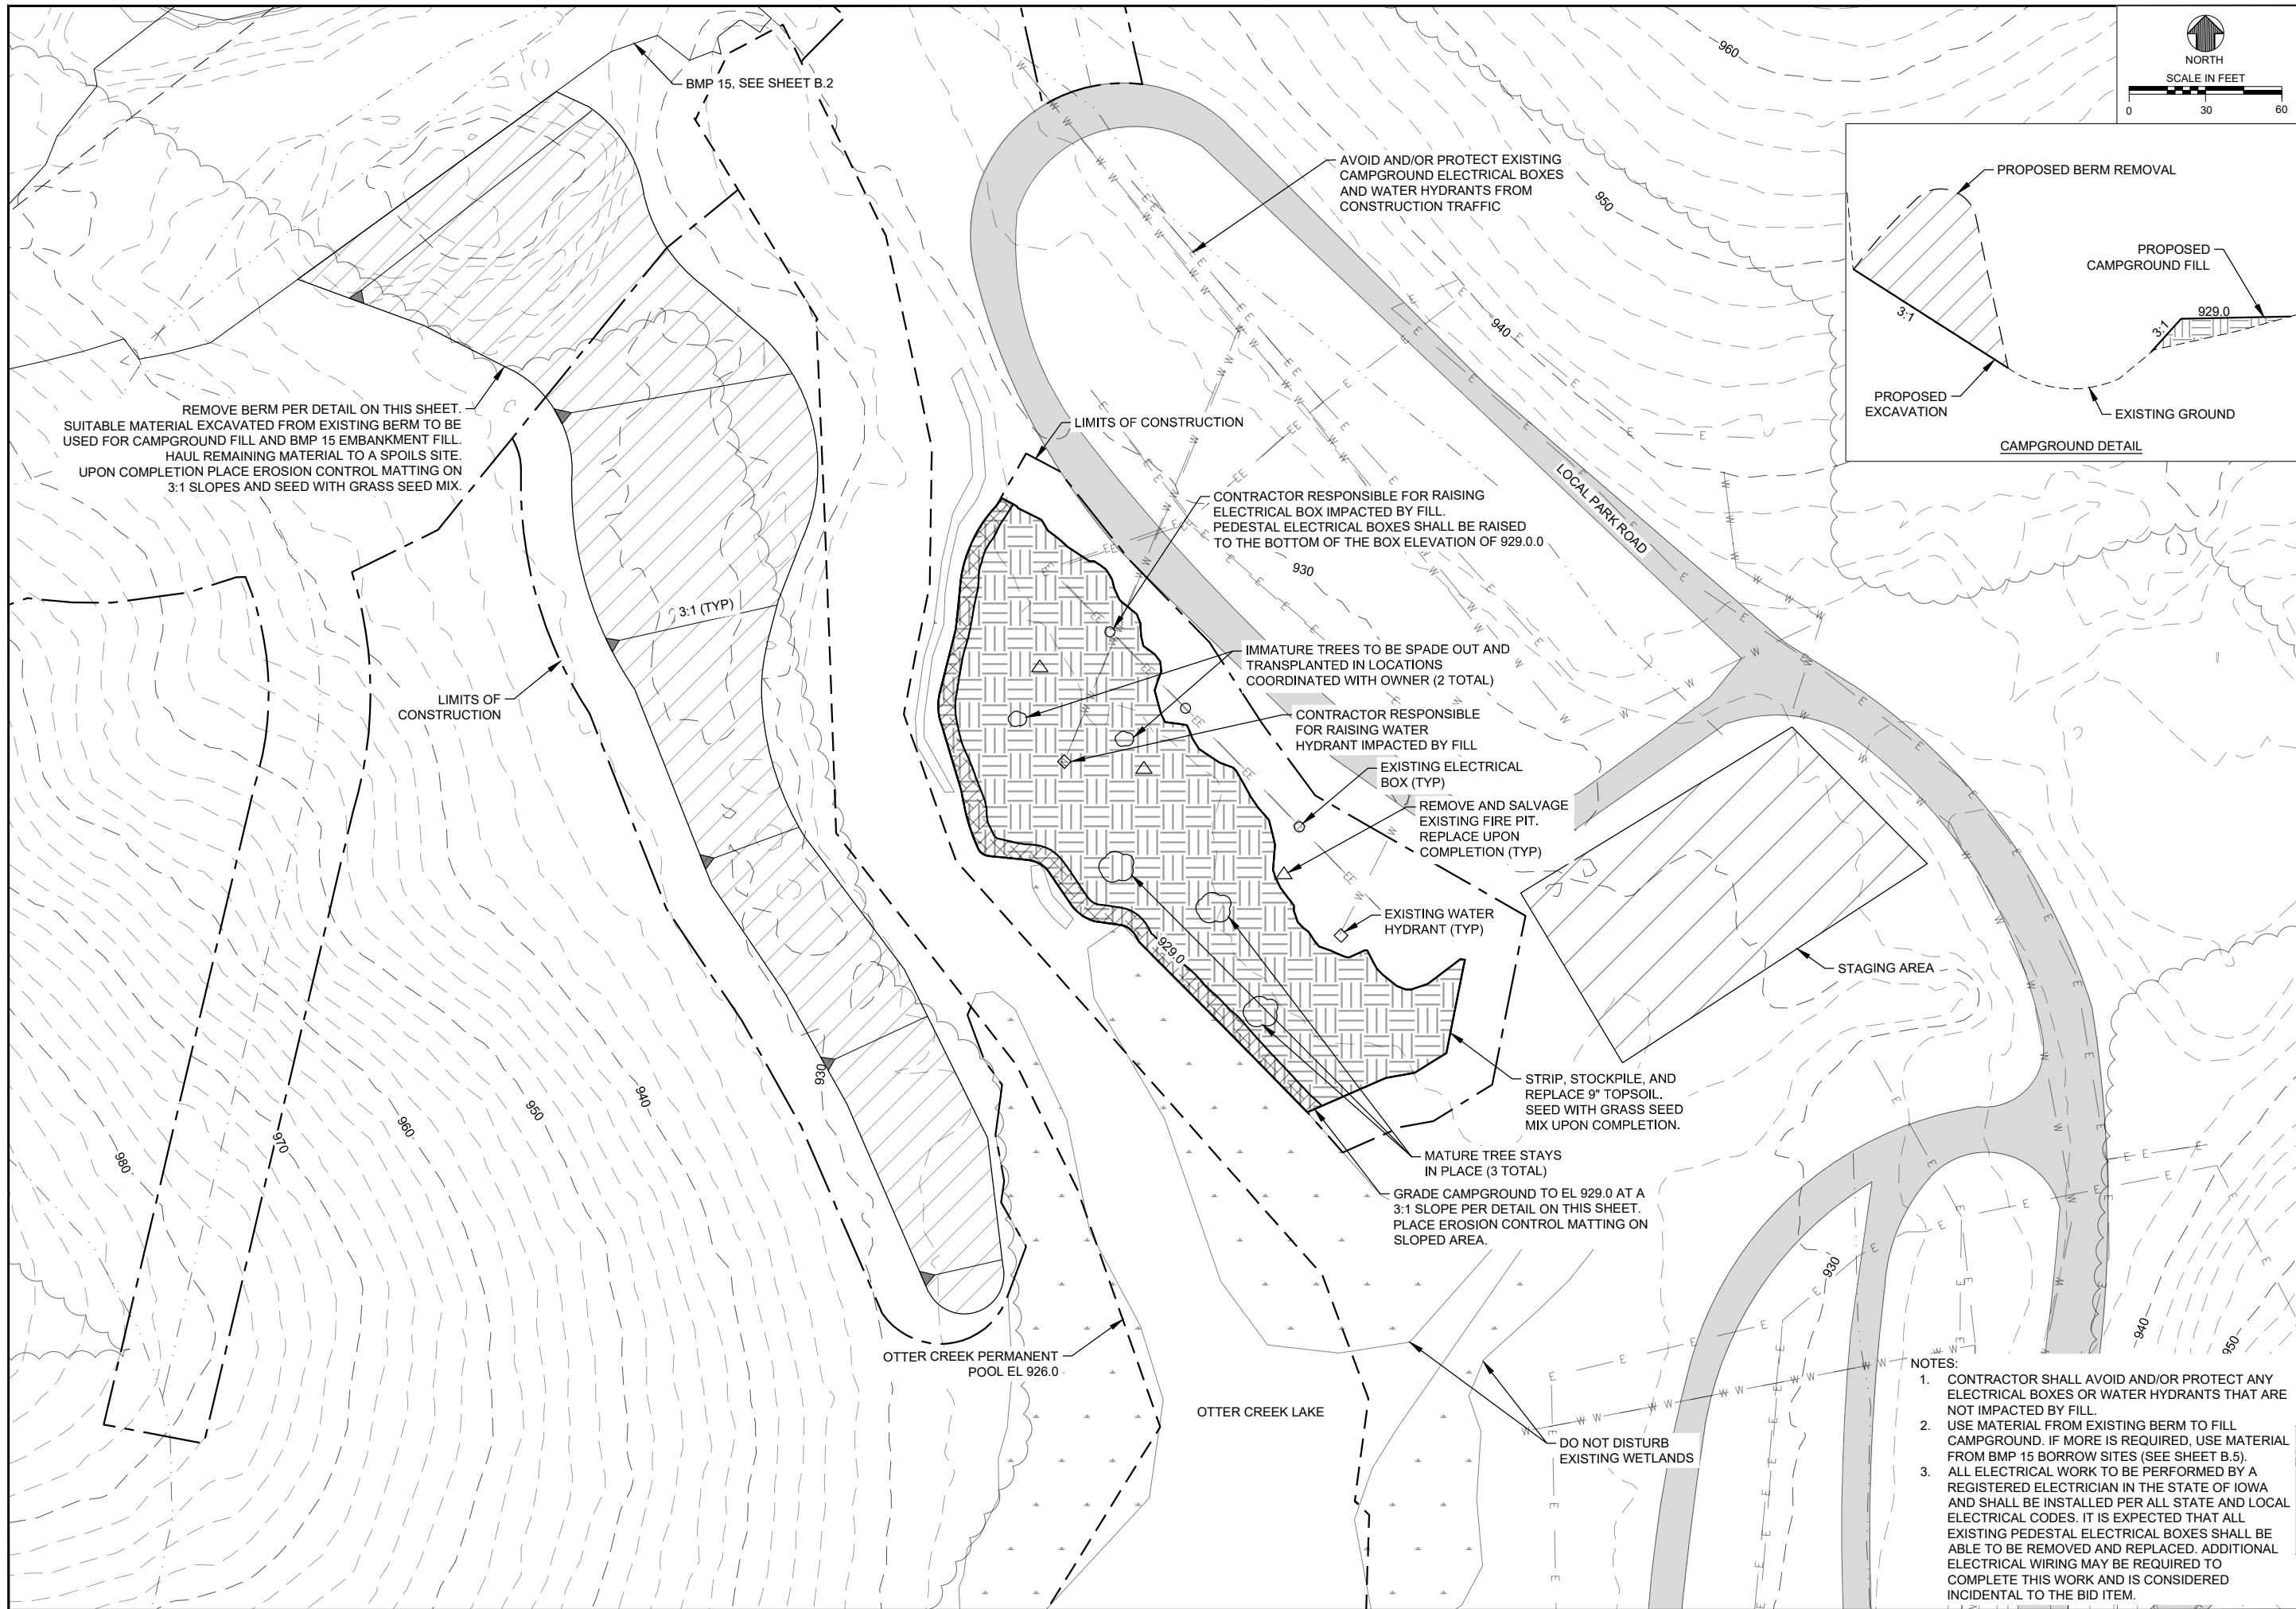 NORTH
SCALE IN FEET
0 30 60
960
BMP 15, SEE SHEET B.2
AVOID AND/OR PROTECT EXISTING
CAMPGROUND ELECTRICAL BOXES
AND WATER HYDRANTS FROM
CONSTRUCTION TRAFFIC
950
940
PROPOSED BERM REMOVAL
PROPOSED
CAMPGROUND FILL
929.0
3:1
3:1
PROPOSED
EXCAVATION
EXISTING GROUND
CAMPGROUND DETAIL
REMOVE BERM PER DETAIL ON THIS SHEET.
SUITABLE MATERIAL EXCAVATED FROM EXISTING BERM TO BE
USED FOR CAMPGROUND FILL AND BMP 15 EMBANKMENT FILL.
HAUL REMAINING MATERIAL TO A SPOILS SITE.
UPON COMPLETION PLACE EROSION CONTROL MATTING ON
3:1 SLOPES AND SEED WITH GRASS SEED MIX.
LIMITS OF CONSTRUCTION
LOCAL PARK ROAD
CONTRACTOR RESPONSIBLE FOR RAISING
ELECTRICAL BOX IMPACTED BY FILL.
PEDESTAL ELECTRICAL BOXES SHALL BE RAISED
TO THE BOTTOM OF THE BOX ELEVATION OF 929.0.0
930
3:1 (TYP)
IMMATURE TREES TO BE SPADE OUT AND
TRANSPLANTED IN LOCATIONS
COORDINATED WITH OWNER (2 TOTAL)
LIMITS OF
CONSTRUCTION
CONTRACTOR RESPONSIBLE
FOR RAISING WATER
HYDRANT IMPACTED BY FILL
EXISTING ELECTRICAL
BOX (TYP)
REMOVE AND SALVAGE
EXISTING FIRE PIT.
REPLACE UPON
COMPLETION (TYP)
EXISTING WATER
HYDRANT (TYP)
929.0
STAGING AREA
STRIP, STOCKPILE, AND
REPLACE 9" TOPSOIL.
SEED WITH GRASS SEED
MIX UPON COMPLETION.
MATURE TREE STAYS
IN PLACE (3 TOTAL)
GRADE CAMPGROUND TO EL 929.0 AT A
3:1 SLOPE PER DETAIL ON THIS SHEET.
PLACE EROSION CONTROL MATTING ON
SLOPED AREA.
980
970
960
950
940
930
930
940
950
OTTER CREEK PERMANENT
POOL EL 926.0
OTTER CREEK LAKE
DO NOT DISTURB
EXISTING WETLANDS
NOTES:
1. CONTRACTOR SHALL AVOID AND/OR PROTECT ANY
ELECTRICAL BOXES OR WATER HYDRANTS THAT ARE
NOT IMPACTED BY FILL.
2. USE MATERIAL FROM EXISTING BERM TO FILL
CAMPGROUND. IF MORE IS REQUIRED, USE MATERIAL
FROM BMP 15 BORROW SITES (SEE SHEET B.5).
3. ALL ELECTRICAL WORK TO BE PERFORMED BY A
REGISTERED ELECTRICIAN IN THE STATE OF IOWA
AND SHALL BE INSTALLED PER ALL STATE AND LOCAL
ELECTRICAL CODES. IT IS EXPECTED THAT ALL
EXISTING PEDESTAL ELECTRICAL BOXES SHALL BE
ABLE TO BE REMOVED AND REPLACED. ADDITIONAL
ELECTRICAL WIRING MAY BE REQUIRED TO
COMPLETE THIS WORK AND IS CONSIDERED
INCIDENTAL TO THE BID ITEM.